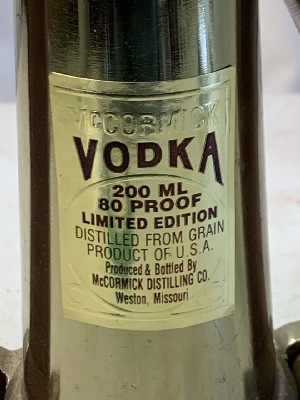 McCORMICK
VODKA
200 ML
80 PROOF
LIMITED EDITION
DISTILLED FROM GRAIN
PRODUCT OF U.S.A.
Produced & Bottled By
McCORMICK DISTILLING CO.
Weston, Missouri